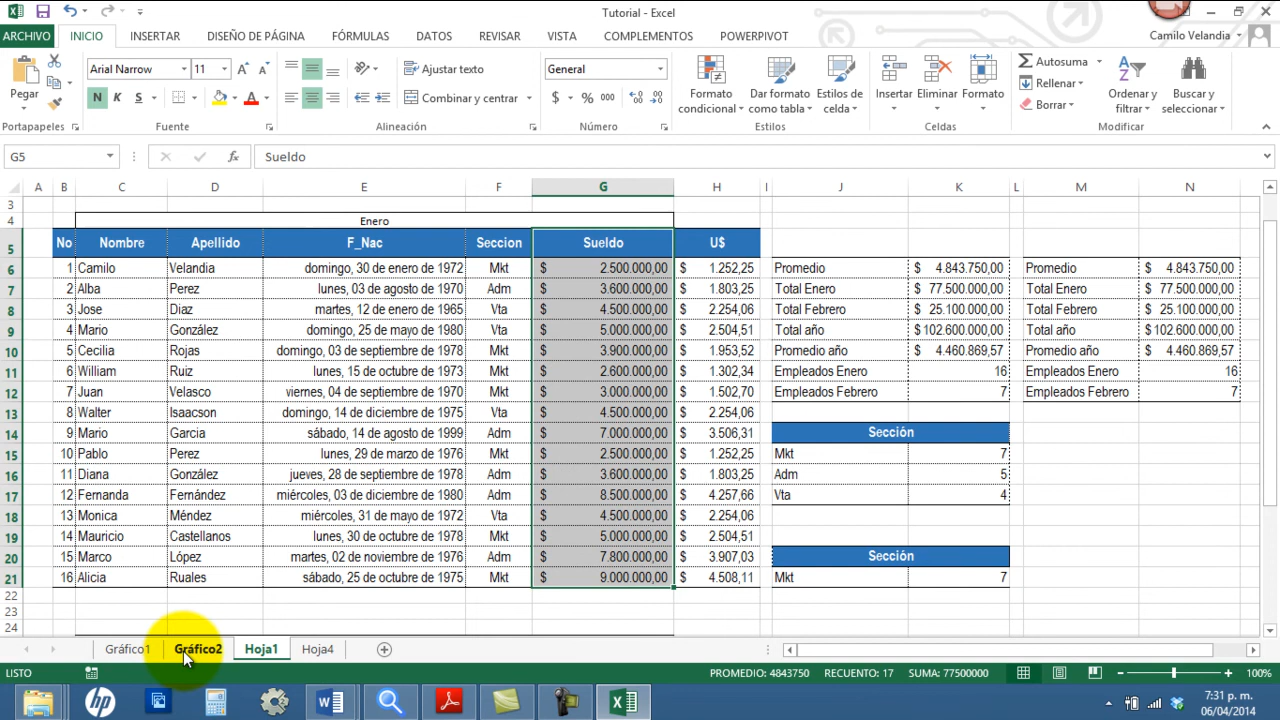 Tutorial - Excel
ARCHIVO INICIO INSERTAR DISEÑO DE PÁGINA FÓRMULAS DATOS REVISAR VISTA COMPLEMENTOS POWERPIVOT Camilo Velandia
Pegar Arial Narrow 11 Ajustar texto General Formato condicional Dar formato como tabla Estilos de celda Insertar Eliminar Formato Autosuma Rellenar Borrar Ordenar y filtrar Buscar y seleccionar
N K S Combinar y centrar $ % 000
Portapapeles Fuente Alineación Número Estilos Celdas Modificar
G5 Sueldo
A B C D E F G H I J K L M N
3
4 Enero
5 No Nombre Apellido F_Nac Seccion Sueldo U$
6 1 Camilo Velandia domingo, 30 de enero de 1972 Mkt $ 2.500.000,00 $ 1.252,25 Promedio $ 4.843.750,00 Promedio $ 4.843.750,00
7 2 Alba Perez lunes, 03 de agosto de 1970 Adm $ 3.600.000,00 $ 1.803,25 Total Enero $ 77.500.000,00 Total Enero $ 77.500.000,00
8 3 Jose Diaz martes, 12 de enero de 1965 Vta $ 4.500.000,00 $ 2.254,06 Total Febrero $ 25.100.000,00 Total Febrero $ 25.100.000,00
9 4 Mario González domingo, 25 de mayo de 1980 Vta $ 5.000.000,00 $ 2.504,51 Total año $ 102.600.000,00 Total año $ 102.600.000,00
10 5 Cecilia Rojas domingo, 03 de septiembre de 1978 Mkt $ 3.900.000,00 $ 1.953,52 Promedio año $ 4.460.869,57 Promedio año $ 4.460.869,57
11 6 William Ruiz lunes, 15 de octubre de 1973 Mkt $ 2.600.000,00 $ 1.302,34 Empleados Enero 16 Empleados Enero 16
12 7 Juan Velasco viernes, 04 de septiembre de 1970 Mkt $ 3.000.000,00 $ 1.502,70 Empleados Febrero 7 Empleados Febrero 7
13 8 Walter Isaacson domingo, 14 de diciembre de 1975 Vta $ 4.500.000,00 $ 2.254,06
14 9 Mario Garcia sábado, 14 de agosto de 1999 Adm $ 7.000.000,00 $ 3.506,31 Sección
15 10 Pablo Perez lunes, 29 de marzo de 1976 Mkt $ 2.500.000,00 $ 1.252,25 Mkt 7
16 11 Diana González jueves, 28 de septiembre de 1978 Adm $ 3.600.000,00 $ 1.803,25 Adm 5
17 12 Fernanda Fernández miércoles, 03 de diciembre de 1980 Adm $ 8.500.000,00 $ 4.257,66 Vta 4
18 13 Monica Méndez miércoles, 31 de mayo de 1972 Vta $ 4.500.000,00 $ 2.254,06
19 14 Mauricio Castellanos lunes, 30 de octubre de 1978 Mkt $ 5.000.000,00 $ 2.504,51
20 15 Marco López martes, 02 de noviembre de 1976 Adm $ 7.800.000,00 $ 3.907,03 Sección
21 16 Alicia Ruales sábado, 25 de octubre de 1975 Mkt $ 9.000.000,00 $ 4.508,11 Mkt 7
22
23
24
Gráfico1 Gráfico2 Hoja1 Hoja4
LISTO PROMEDIO: 4843750 RECUENTO: 17 SUMA: 77500000 100%
7:31 p. m.
06/04/2014